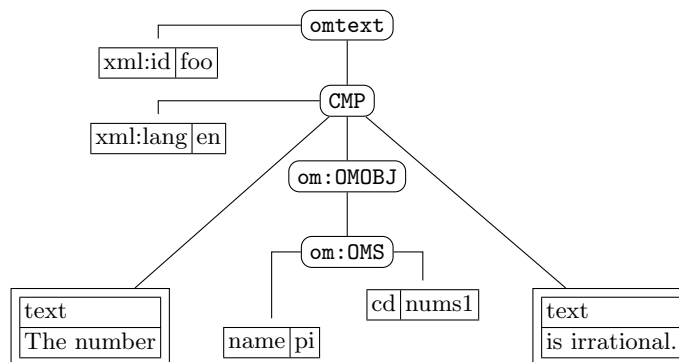 omtext
xml:id foo
CMP
xml:lang en
om:OMOBJ
om:OMS
text
The number
name pi
cd nums1
text
is irrational.